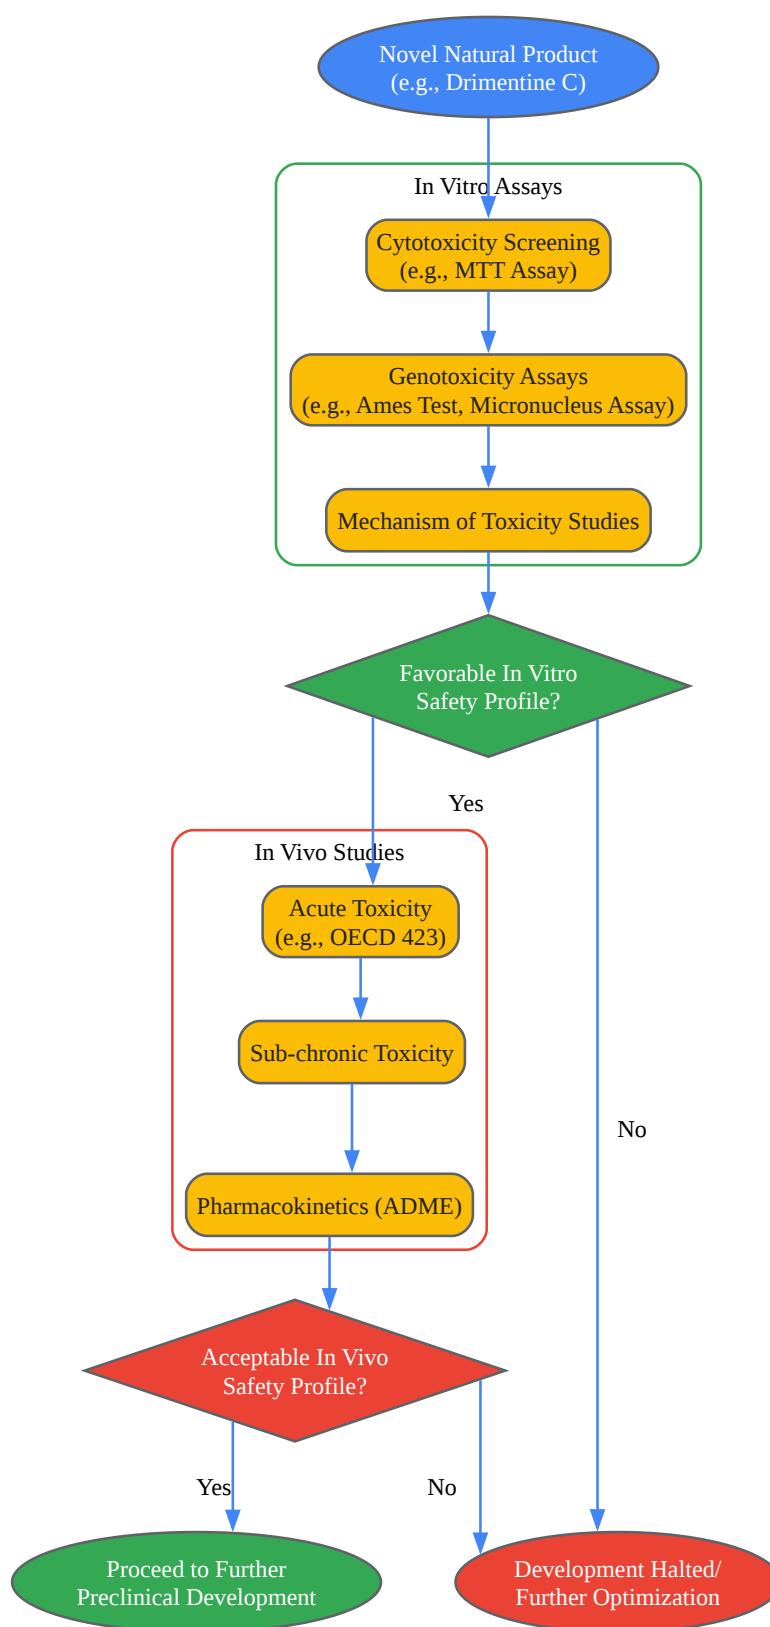 Novel Natural Product
(e.g., Drimentine C)
In Vitro Assays
Cytotoxicity Screening
(e.g., MTT Assay)
Genotoxicity Assays
(e.g., Ames Test, Micronucleus Assay)
Mechanism of Toxicity Studies
Favorable In Vitro
Safety Profile?
Yes
In Vivo Studies
Acute Toxicity
(e.g., OECD 423)
Sub-chronic Toxicity
No
Pharmacokinetics (ADME)
Acceptable In Vivo
Safety Profile?
Yes
No
Proceed to Further
Preclinical Development
Development Halted/
Further Optimization